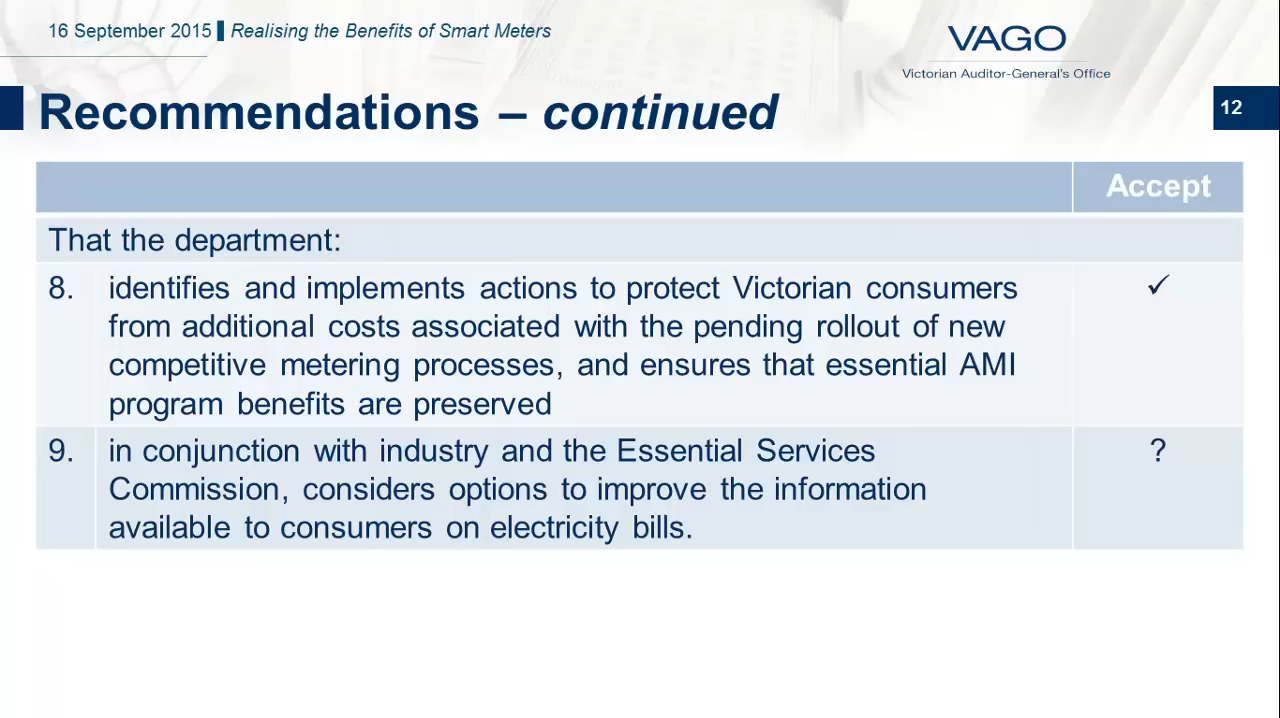 16 September 2015 Realising the Benefits of Smart Meters
VAGO
Victorian Auditor-General's Office
Recommendations – continued
12
Accept
That the department:
8. identifies and implements actions to protect Victorian consumers ✓
from additional costs associated with the pending rollout of new
competitive metering processes, and ensures that essential AMI
program benefits are preserved
9. in conjunction with industry and the Essential Services ?
Commission, considers options to improve the information
available to consumers on electricity bills.